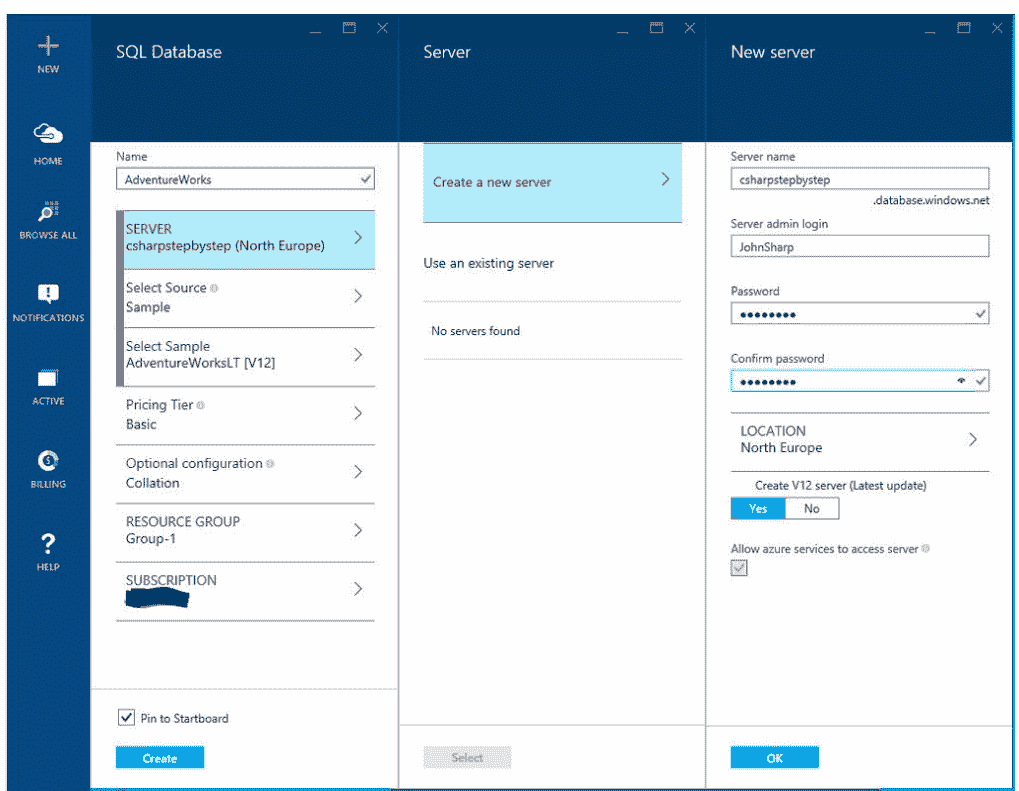 NEW
HOME
BROWSE ALL
NOTIFICATIONS
ACTIVE
BILLING
HELP
SQL Database
Name
AdventureWorks
SERVER
csharpstepbystep (North Europe)
Select Source
Sample
Select Sample
AdventureWorksLT [V12]
Pricing Tier
Basic
Optional configuration
Collation
RESOURCE GROUP
Group-1
SUBSCRIPTION
Pin to Startboard
Create
Server
Create a new server
Use an existing server
No servers found
Select
New server
Server name
csharpstepbystep
.database.windows.net
Server admin login
JohnSharp
Password
Confirm password
LOCATION
North Europe
Create V12 server (Latest update)
Yes No
Allow azure services to access server
OK